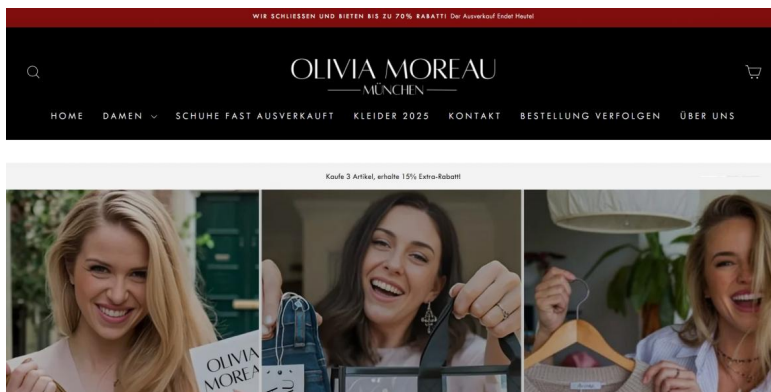 WIR SCHLIESSEN UND BIETEN BIS ZU 70% RABATT! Der Ausverkauf Endet Heute!
OLIVIA MOREAU
MÜNCHEN
HOME DAMEN SCHUHE FAST AUSVERKAUFT KLEIDER 2025 KONTAKT BESTELLUNG VERFOLGEN ÜBER UNS
Kaufe 3 Artikel, erhalte 15% Extra-Rabatt!
OLIVIA
MOREA